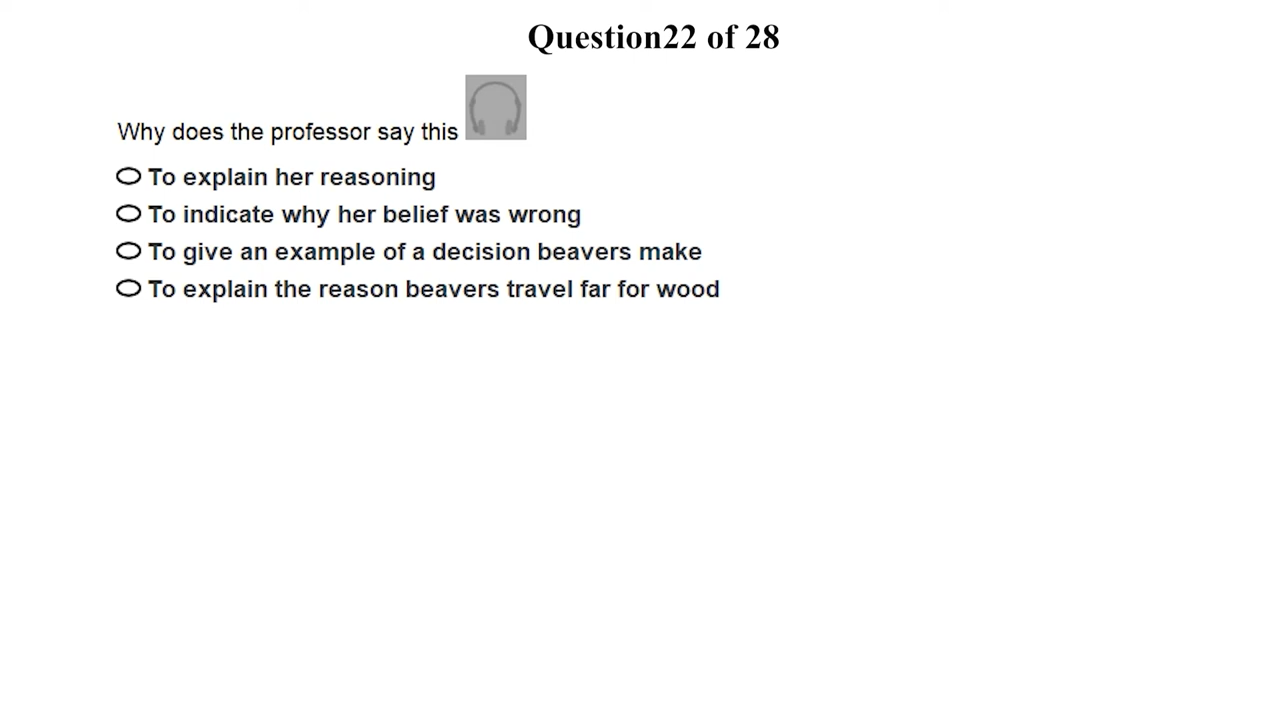 Question22 of 28
Why does the professor say this
To explain her reasoning
To indicate why her belief was wrong
To give an example of a decision beavers make
To explain the reason beavers travel far for wood